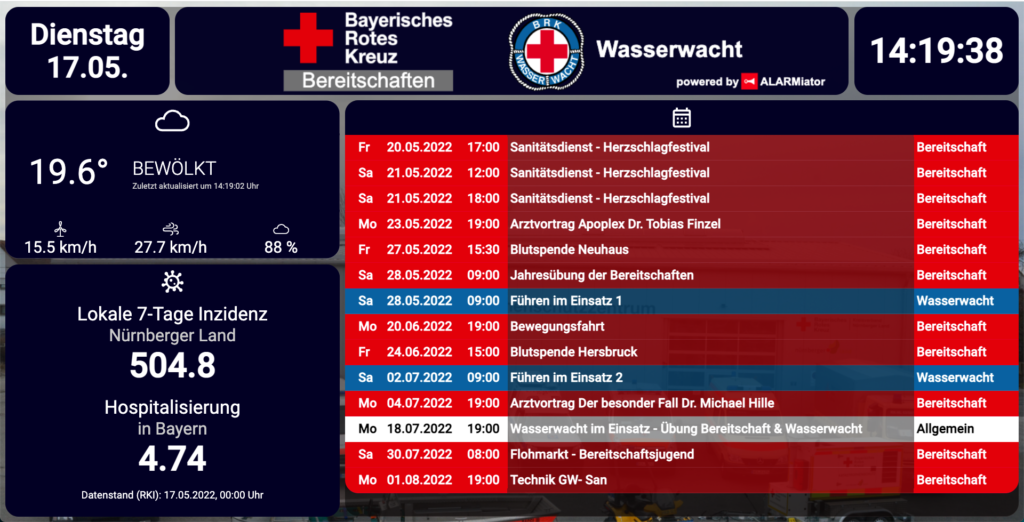 Dienstag
17.05.
Bayerisches
Rotes
Kreuz
Bereitschaften
BRK
WASSERWACHT
Wasserwacht
powered by ALARMiator
14:19:38
19.6°
BEWÖLKT
Zuletzt aktualisiert um 14:19:02 Uhr
15.5 km/h 27.7 km/h 88 %
Lokale 7-Tage Inzidenz
Nürnberger Land
504.8
Hospitalisierung
in Bayern
4.74
Datenstand (RKI): 17.05.2022, 00:00 Uhr
Fr 20.05.2022 17:00 Sanitätsdienst - Herzschlagfestival Bereitschaft
Sa 21.05.2022 12:00 Sanitätsdienst - Herzschlagfestival Bereitschaft
Sa 21.05.2022 18:00 Sanitätsdienst - Herzschlagfestival Bereitschaft
Mo 23.05.2022 19:00 Arztvortrag Apoplex Dr. Tobias Finzel Bereitschaft
Fr 27.05.2022 15:30 Blutspende Neuhaus Bereitschaft
Sa 28.05.2022 09:00 Jahresübung der Bereitschaften Bereitschaft
Sa 28.05.2022 09:00 Führen im Einsatz 1 Wasserwacht
Mo 20.06.2022 19:00 Bewegungsfahrt Bereitschaft
Fr 24.06.2022 15:00 Blutspende Hersbruck Bereitschaft
Sa 02.07.2022 09:00 Führen im Einsatz 2 Wasserwacht
Mo 04.07.2022 19:00 Arztvortrag Der besonder Fall Dr. Michael Hille Bereitschaft
Mo 18.07.2022 19:00 Wasserwacht im Einsatz - Übung Bereitschaft & Wasserwacht Allgemein
Sa 30.07.2022 08:00 Flohmarkt - Bereitschaftsjugend Bereitschaft
Mo 01.08.2022 19:00 Technik GW- San Bereitschaft